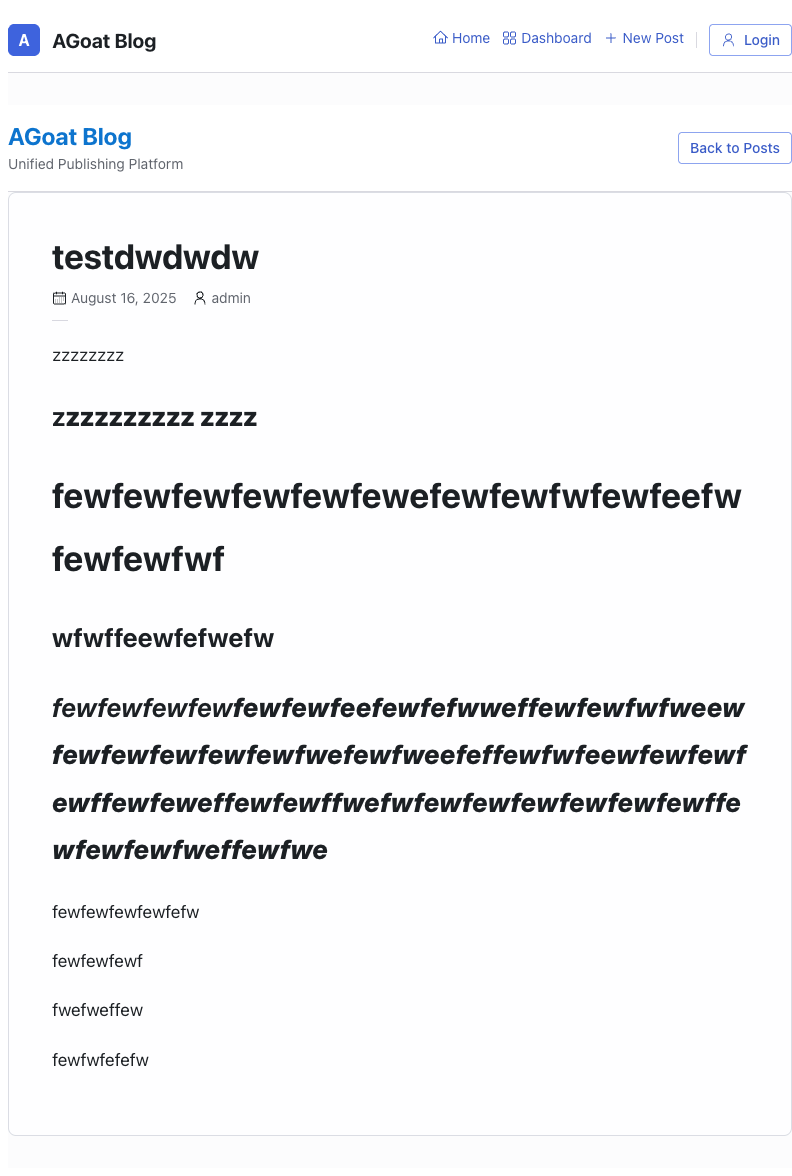 A AGoat Blog Home Dashboard New Post Login
AGoat Blog
Unified Publishing Platform
Back to Posts
testdwdwdw
August 16, 2025 admin
zzzzzzzz
zzzzzzzzzz zzzz
fewfewfewfewfewfewefewfewfwfewfeefw
fewfewfwf
wfwffeewfefwefw
fewfewfewfewfewfewfeefewfefwweffewfewfwfweew
fewfewfewfewfewfwefewfweefeffewfwfeewfewfewf
ewffewfeweffewfewffwefwfewfewfewfewfewfewffe
wfewfewfweffewfwe
fewfewfewfewfefw
fewfewfewf
fwefweffew
fewfwfefefw